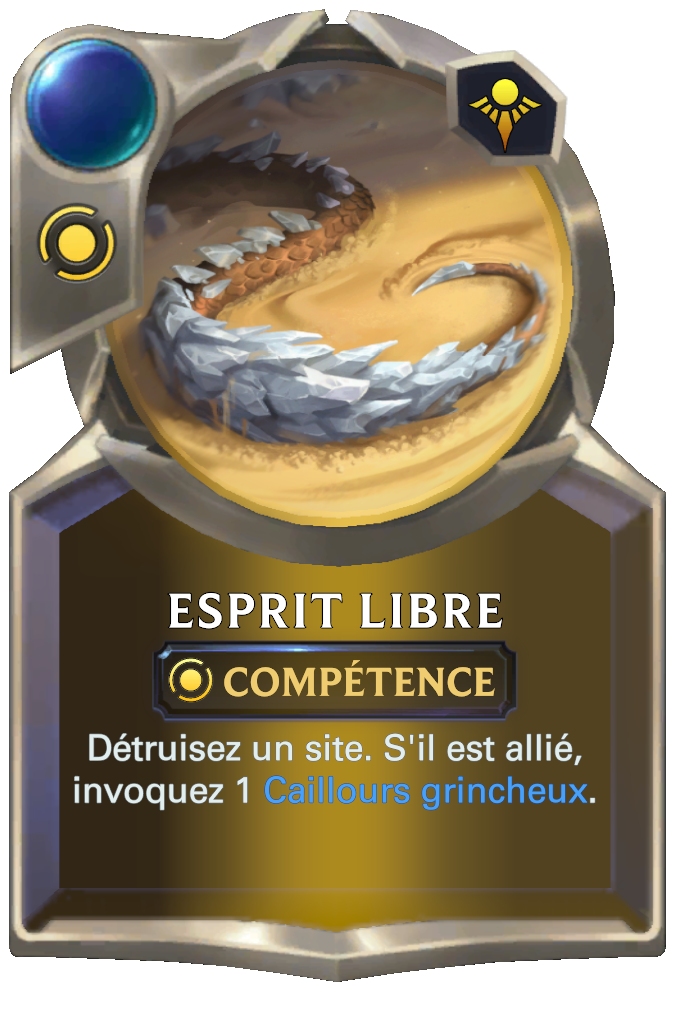 ESPRIT LIBRE
COMPÉTENCE
Détruisez un site. S'il est allié,
invoquez 1 Caillours grincheux.